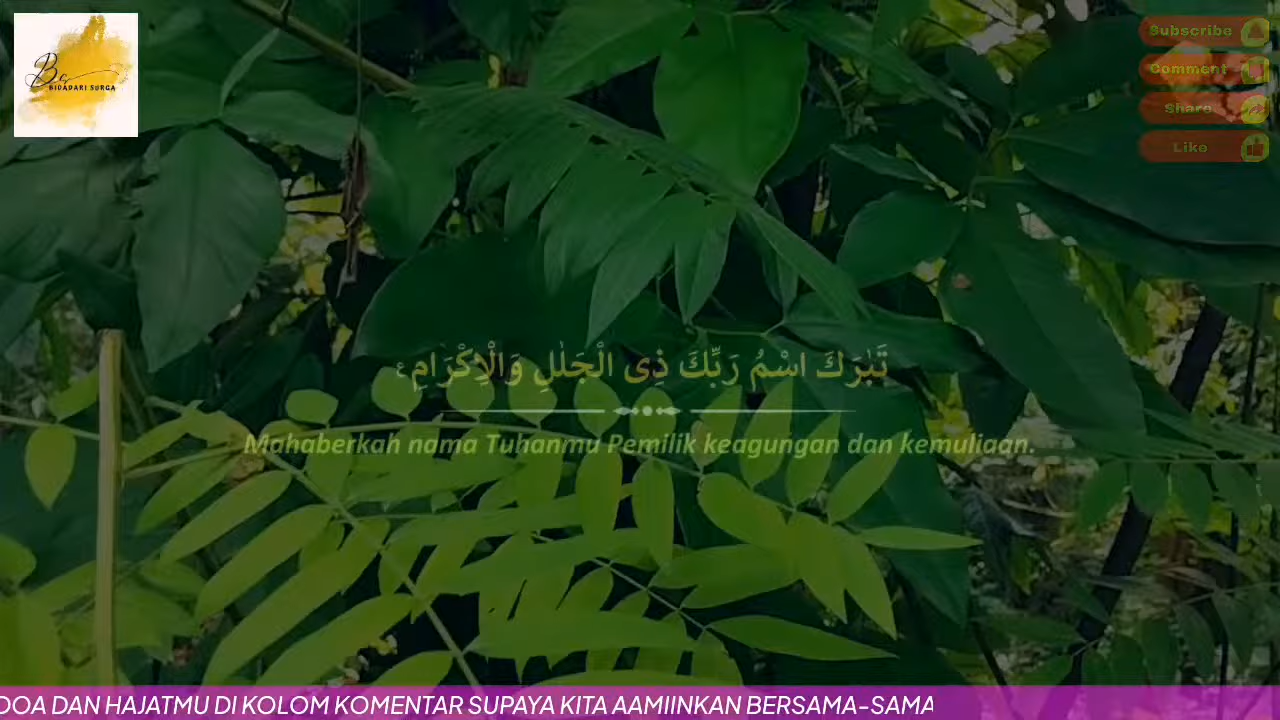 Bs
BIDADARI SURGA
Subscribe
Comment
Share
Like
تَبٰرَكَ اسْمُ رَبِّكَ ذِى الْجَلٰلِ وَالْاِكْرَامِ ࣖ
Mahaberkah nama Tuhanmu Pemilik keagungan dan kemuliaan.
DOA DAN HAJATMU DI KOLOM KOMENTAR SUPAYA KITA AAMIINKAN BERSAMA-SAMA